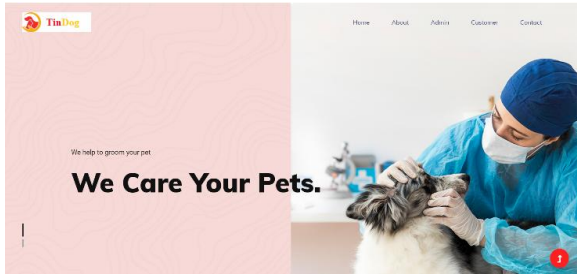 TinDog
Home About Admin Customer Contact
We help to groom your pet
We Care Your Pets.